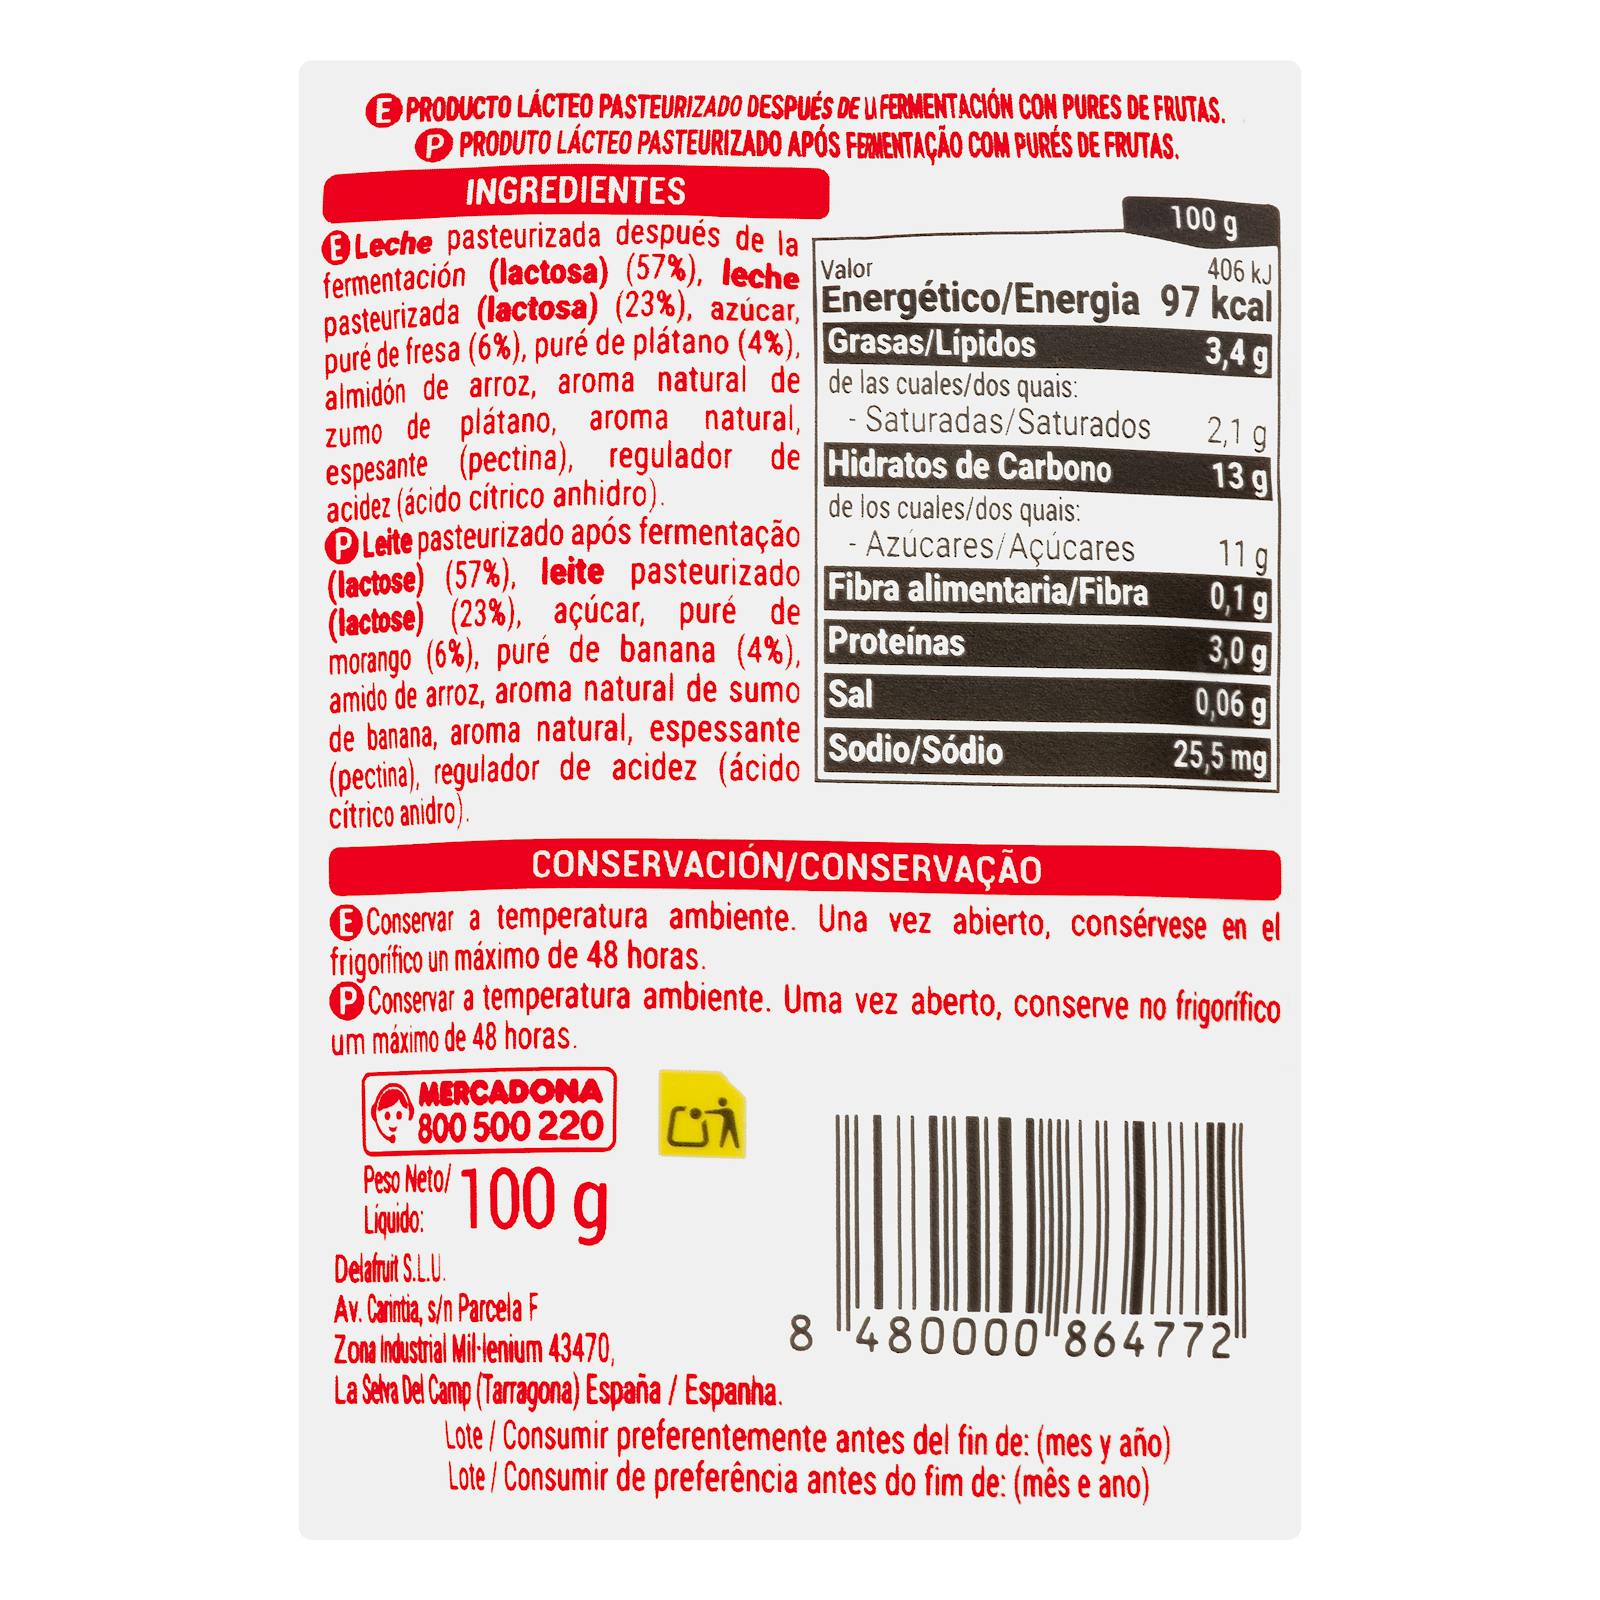 E PRODUCTO LÁCTEO PASTEURIZADO DESPUÉS DE LA FERMENTACIÓN CON PURES DE FRUTAS.
P PRODUTO LÁCTEO PASTEURIZADO APÓS FERMENTAÇÃO COM PURÉS DE FRUTAS.
INGREDIENTES
E Leche pasteurizada después de la
fermentación (lactosa) (57%), leche
pasteurizada (lactosa) (23%), azúcar,
puré de fresa (6%), puré de plátano (4%),
almidón de arroz, aroma natural de
zumo de plátano, aroma natural,
espesante (pectina), regulador de
acidez (ácido cítrico anhidro).
P Leite pasteurizado após fermentação
(lactose) (57%), leite pasteurizado
(lactose) (23%), açúcar, puré de
morango (6%), puré de banana (4%),
amido de arroz, aroma natural de sumo
de banana, aroma natural, espessante
(pectina), regulador de acidez (ácido
cítrico anidro).
100 g
Valor 406 kJ
Energético/Energia 97 kcal
Grasas/Lípidos 3,4 g
de las cuales/dos quais:
- Saturadas/Saturados 2,1 g
Hidratos de Carbono 13 g
de los cuales/dos quais:
- Azúcares/Açúcares 11 g
Fibra alimentaria/Fibra 0,1 g
Proteínas 3,0 g
Sal 0,06 g
Sodio/Sódio 25,5 mg
CONSERVACIÓN/CONSERVAÇÃO
E Conservar a temperatura ambiente. Una vez abierto, consérvese en el
frigorífico un máximo de 48 horas.
P Conservar a temperatura ambiente. Uma vez aberto, conserve no frigorífico
um máximo de 48 horas.
MERCADONA
800 500 220
Peso Neto/
Líquido: 100 g
Delafruit S.L.U.
Av. Carintia, s/n Parcela F
Zona Industrial Mil·lenium 43470,
La Selva Del Camp (Tarragona) España / Espanha.
8 480000 864772
Lote / Consumir preferentemente antes del fin de: (mes y año)
Lote / Consumir de preferência antes do fim de: (mês e ano)